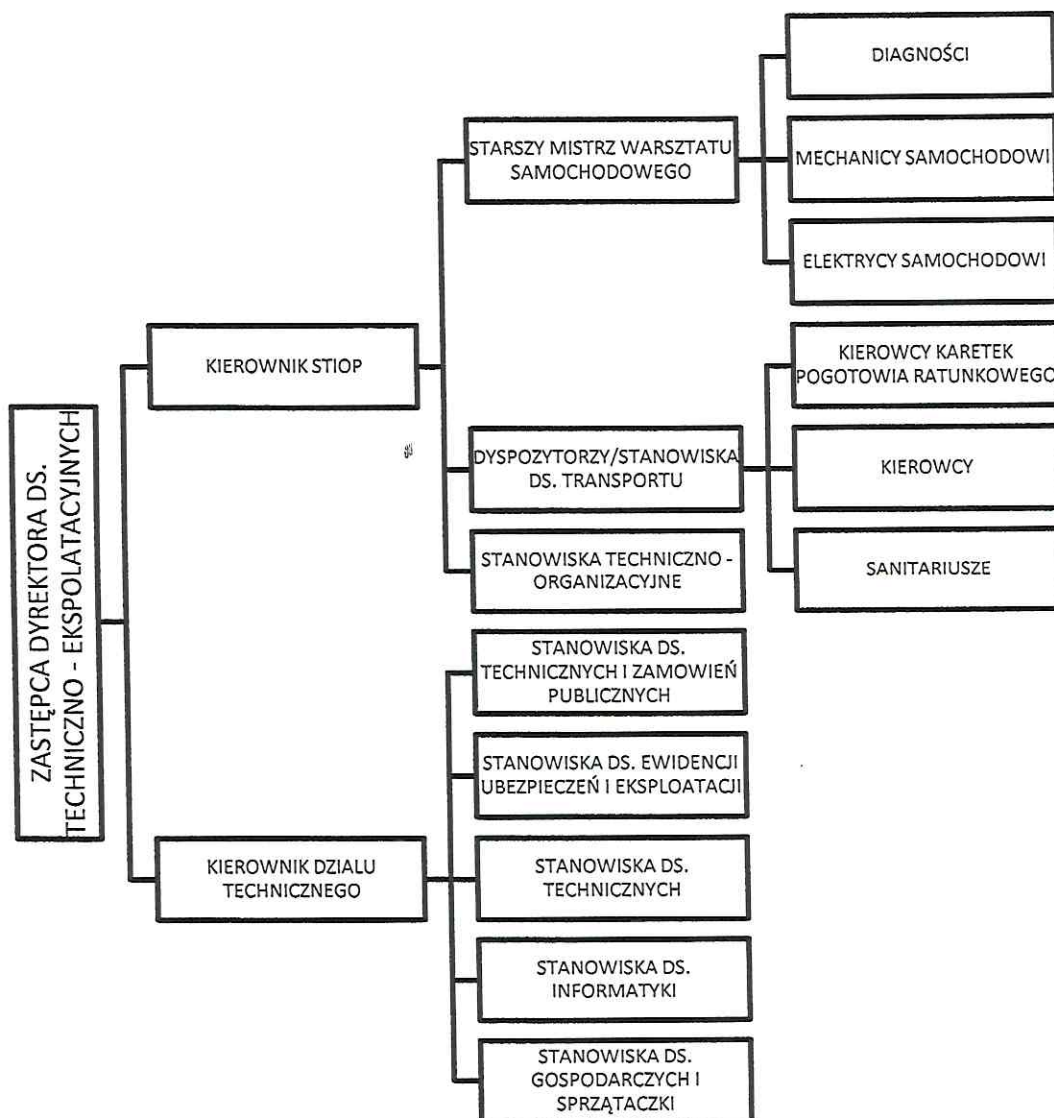 ZASTĘPCA DYREKTORA DS.
TECHNICZNO - EKSPOLATACYJNYCH
KIEROWNIK STIOP
STARSZY MISTRZ WARSZTATU
SAMOCHODOWEGO
DIAGNOŚCI
MECHANICY SAMOCHODOWI
ELEKTRYCY SAMOCHODOWI
DYSPOZYTORZY/STANOWISKA
DS. TRANSPORTU
KIEROWCY KARETEK
POGOTOWIA RATUNKOWEGO
KIEROWCY
SANITARIUSZE
STANOWISKA TECHNICZNO -
ORGANIZACYJNE
KIEROWNIK DZIALU
TECHNICZNEGO
STANOWISKA DS.
TECHNICZNYCH I ZAMOWIEŃ
PUBLICZNYCH
STANOWISKA DS. EWIDENCJI
UBEZPIECZEŃ I EKSPLOATACJI
STANOWISKA DS.
TECHNICZNYCH
STANOWISKA DS.
INFORMATYKI
STANOWISKA DS.
GOSPODARCZYCH I
SPRZĄTACZKI